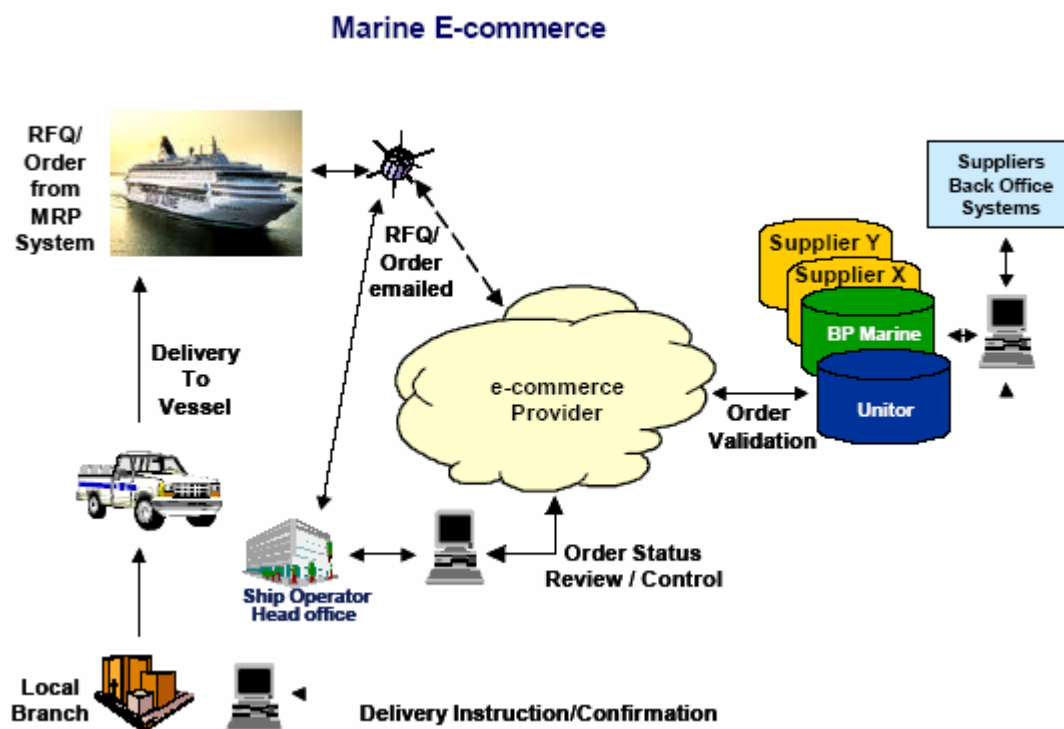 Marine E-commerce
RFQ/
Order
from
MRP
System
RFQ/
Order
emailed
Suppliers
Back Office
Systems
Supplier Y
Supplier X
BP Marine
Unitor
e-commerce
Provider
Order
Validation
Delivery
To
Vessel
Order Status
Review / Control
Ship Operator
Head office
Local
Branch
Delivery Instruction/Confirmation